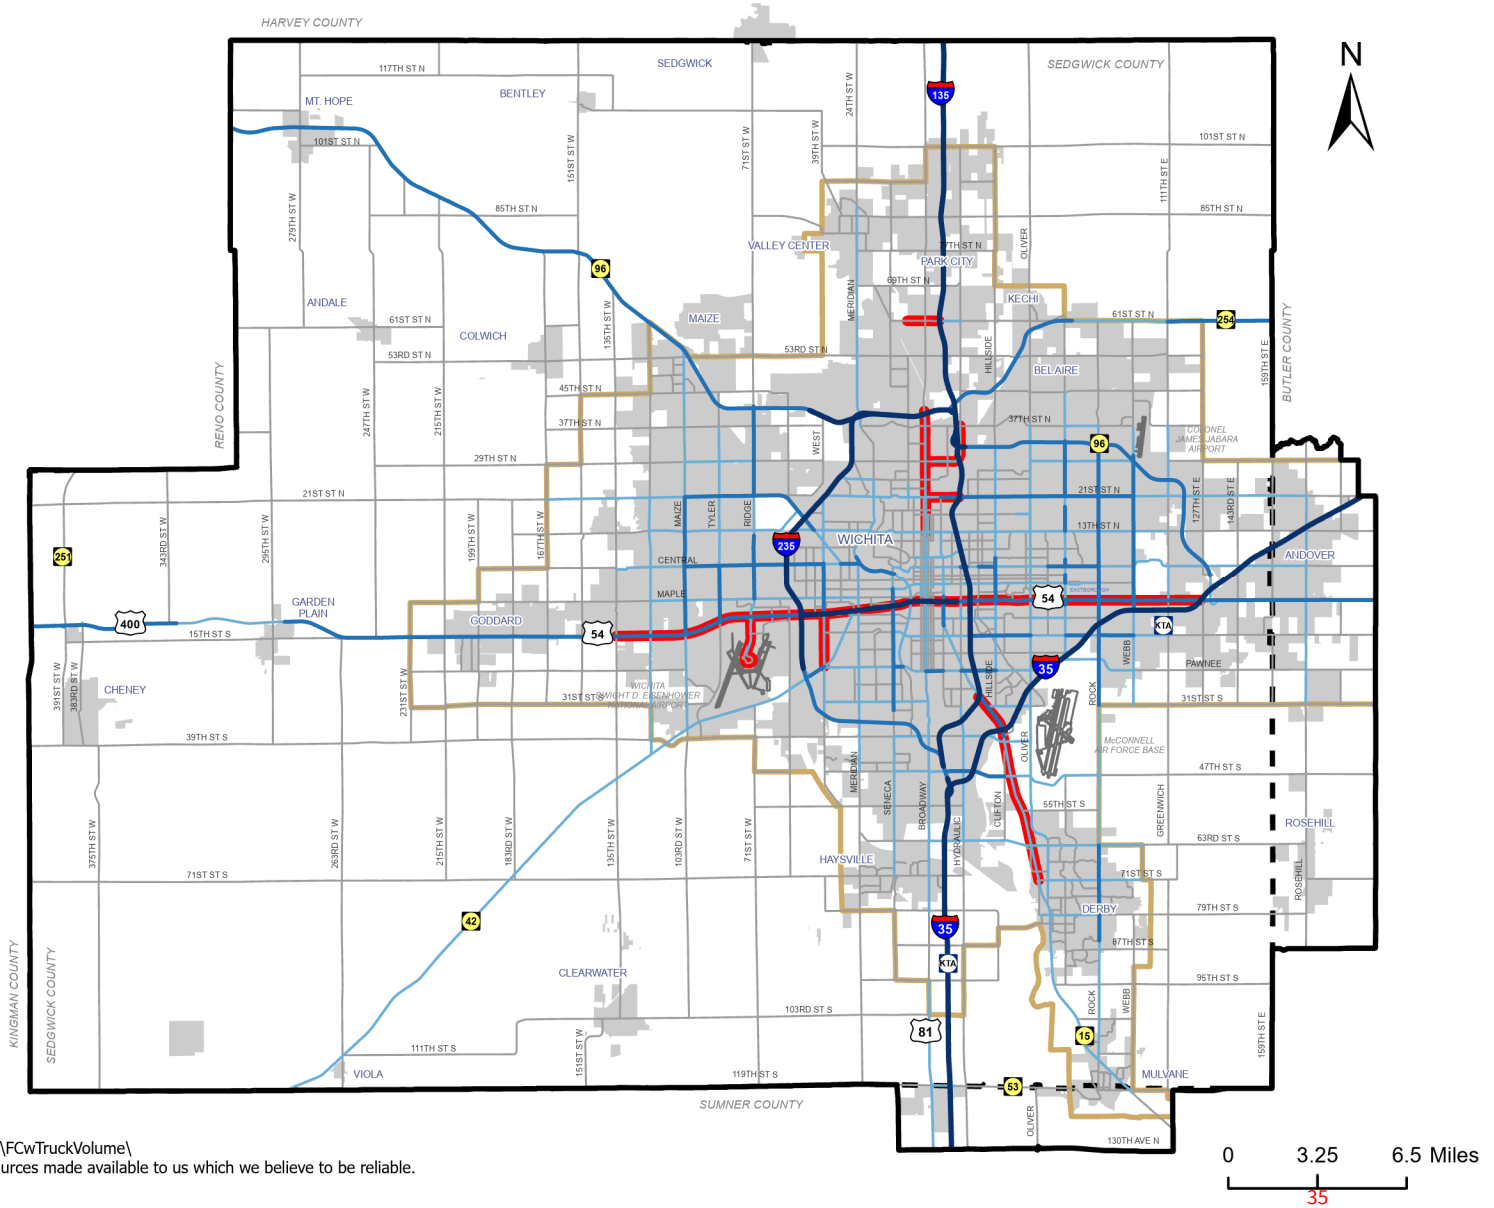 HARVEY COUNTY
SEDGWICK
SEDGWICK COUNTY
N
117TH ST N
BENTLEY
MT. HOPE
24TH ST W
135
101ST ST N
151ST ST W
71ST ST W
39TH ST W
101ST ST N
111TH ST E
279TH ST W
85TH ST N
85TH ST N
VALLEY CENTER
77TH ST N
OLIVER
PARK CITY
96
69TH ST N
MERIDIAN
KECHI
ANDALE
61ST ST N
COLWICH
135TH ST W
MAIZE
61ST ST N
254
BUTLER COUNTY
53RD ST N
53RD ST N
HILLSIDE
BEL AIRE
159TH ST E
RENO COUNTY
247TH ST W
215TH ST W
45TH ST N
37TH ST N
WEST
37TH ST N
96
COLONEL
JAMES JABARA
AIRPORT
29TH ST N
21ST ST N
21ST ST N
127TH ST E
143RD ST E
MAIZE
TYLER
RIDGE
13TH ST N
251
343RD ST W
295TH ST W
199TH ST W
167TH ST W
235
WICHITA
ANDOVER
CENTRAL
MAPLE
EASTBOROUGH
54
GARDEN
PLAIN
400
15TH ST S
GODDARD
54
KTA
WEBB
35
PAWNEE
391ST ST W
383RD ST W
CHENEY
231ST ST W
31ST ST S
WICHITA
DWIGHT D. EISENHOWER
NATIONAL AIRPORT
HILLSIDE
ROCK
31ST ST S
39TH ST S
OLIVER
McCONNELL
AIR FORCE BASE
MERIDIAN
SENECA
BROADWAY
47TH ST S
55TH ST S
CLIFTON
GREENWICH
ROSEHILL
375TH ST W
263RD ST W
215TH ST W
183RD ST W
135TH ST W
103RD ST W
71ST ST W
HYDRAULIC
63RD ST S
HAYSVILLE
71ST ST S
71ST ST S
ROSEHILL
42
DERBY
79TH ST S
35
87TH ST S
KTA
KINGMAN COUNTY
SEDGWICK COUNTY
CLEARWATER
95TH ST S
ROCK
WEBB
103RD ST S
81
15
159TH ST E
111TH ST S
151ST ST W
VIOLA
119TH ST S
53
MULVANE
SUMNER COUNTY
OLIVER
130TH AVE N
\FCwTruckVolume\
urces made available to us which we believe to be reliable.
0 3.25 6.5 Miles
35